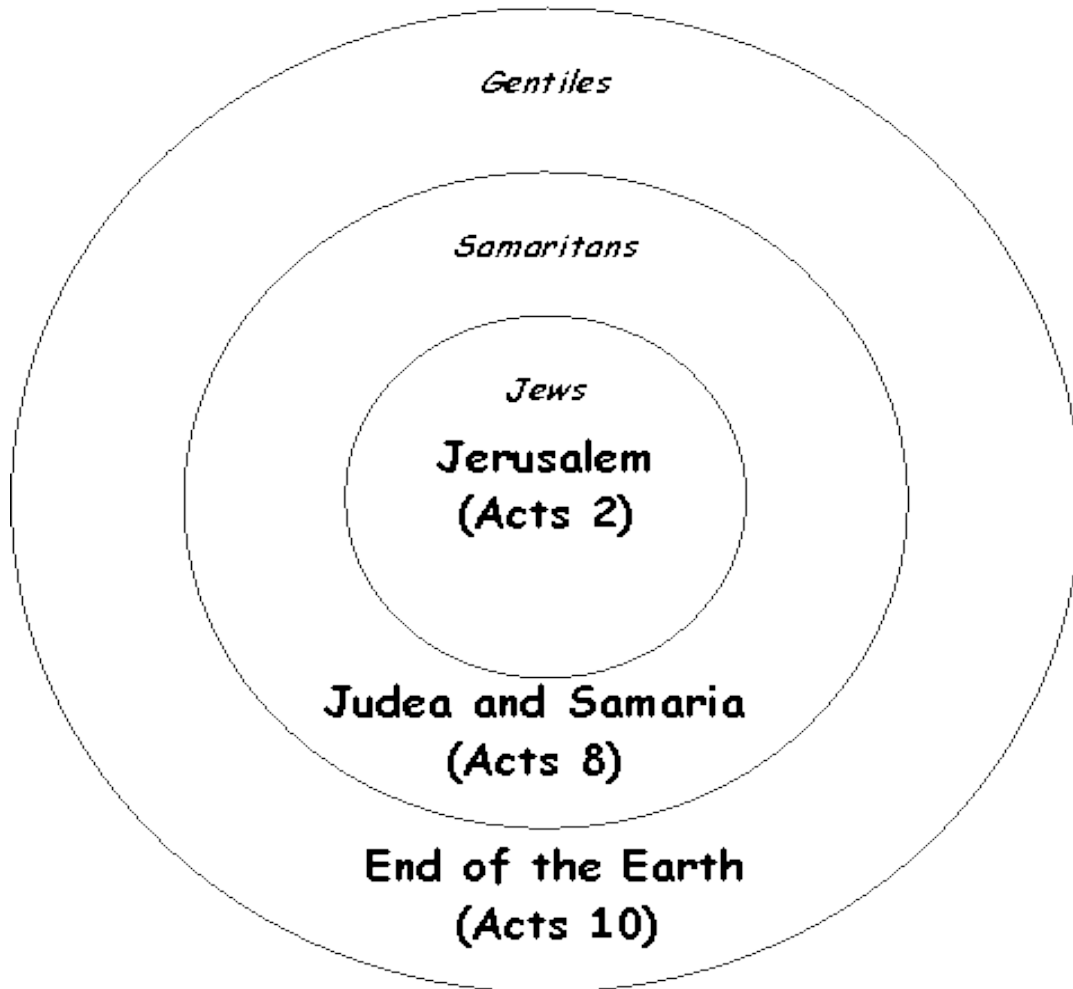 Gentiles
Samaritans
Jews
Jerusalem
(Acts 2)
Judea and Samaria
(Acts 8)
End of the Earth
(Acts 10)